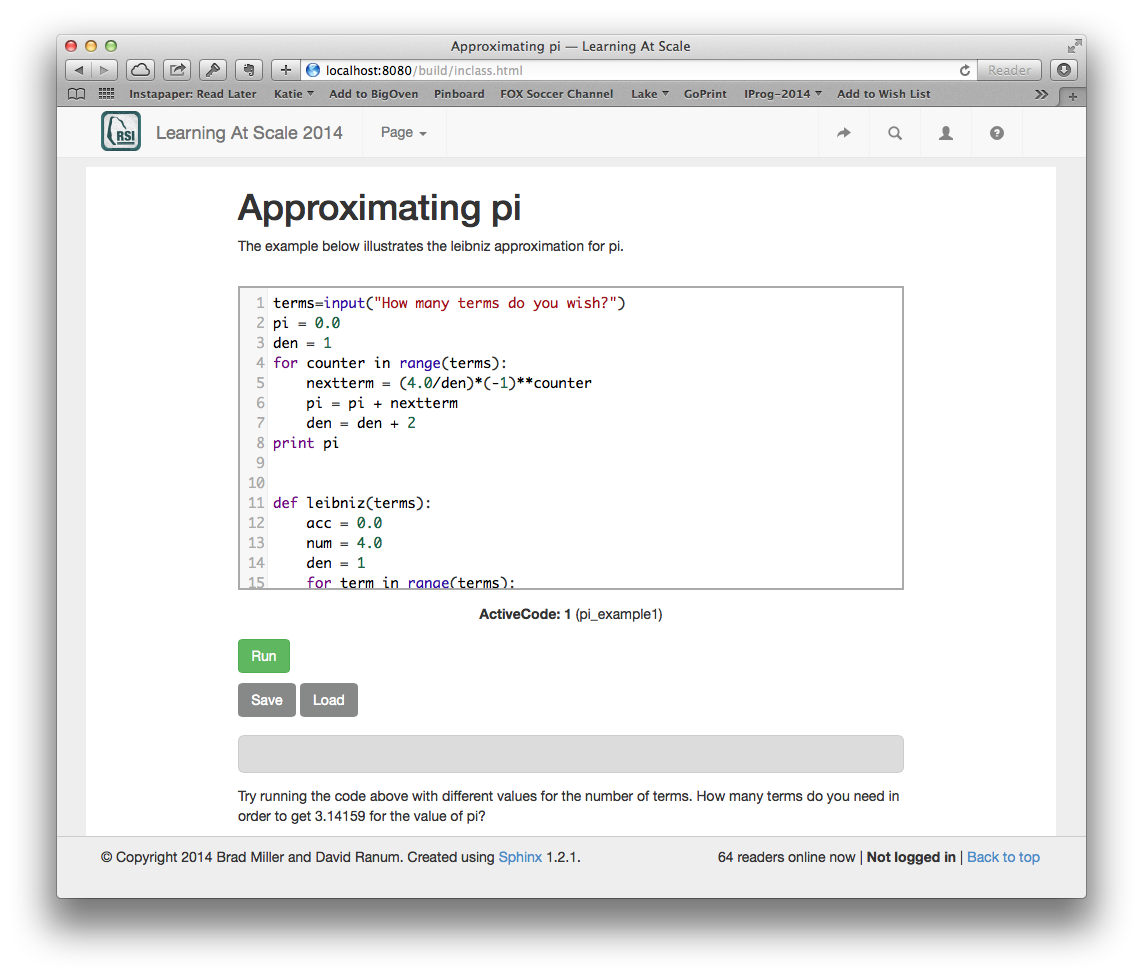 Approximating pi — Learning At Scale
localhost:8080/build/inclass.html
Reader
Instapaper: Read Later Katie Add to BigOven Pinboard FOX Soccer Channel Lake GoPrint IProg-2014 Add to Wish List
RSI
Learning At Scale 2014 Page
Approximating pi
The example below illustrates the leibniz approximation for pi.
1 terms=input("How many terms do you wish?")
2 pi = 0.0
3 den = 1
4 for counter in range(terms):
5     nextterm = (4.0/den)*(-1)**counter
6     pi = pi + nextterm
7     den = den + 2
8 print pi
9
10
11 def leibniz(terms):
12     acc = 0.0
13     num = 4.0
14     den = 1
15     for term in range(terms):
ActiveCode: 1 (pi_example1)
Run
Save Load
Try running the code above with different values for the number of terms. How many terms do you need in
order to get 3.14159 for the value of pi?
© Copyright 2014 Brad Miller and David Ranum. Created using Sphinx 1.2.1. 64 readers online now | Not logged in | Back to top